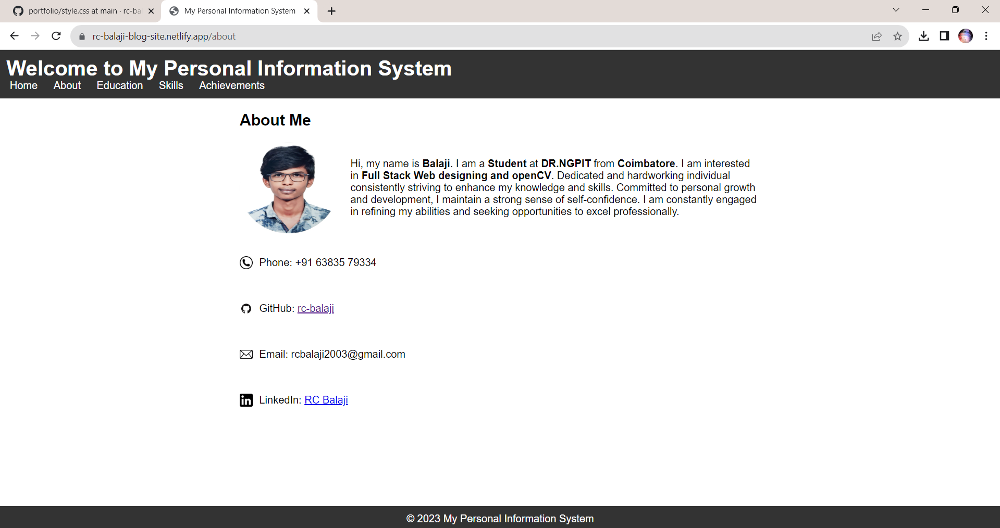 portfolio/style.css at main · rc-ba
My Personal Information System
rc-balaji-blog-site.netlify.app/about
Welcome to My Personal Information System
Home About Education Skills Achievements
About Me
Hi, my name is Balaji. I am a Student at DR.NGPIT from Coimbatore. I am interested
in Full Stack Web designing and openCV. Dedicated and hardworking individual
consistently striving to enhance my knowledge and skills. Committed to personal growth
and development, I maintain a strong sense of self-confidence. I am constantly engaged
in refining my abilities and seeking opportunities to excel professionally.
Phone: +91 63835 79334
GitHub: rc-balaji
Email: rcbalaji2003@gmail.com
in LinkedIn: RC Balaji
© 2023 My Personal Information System